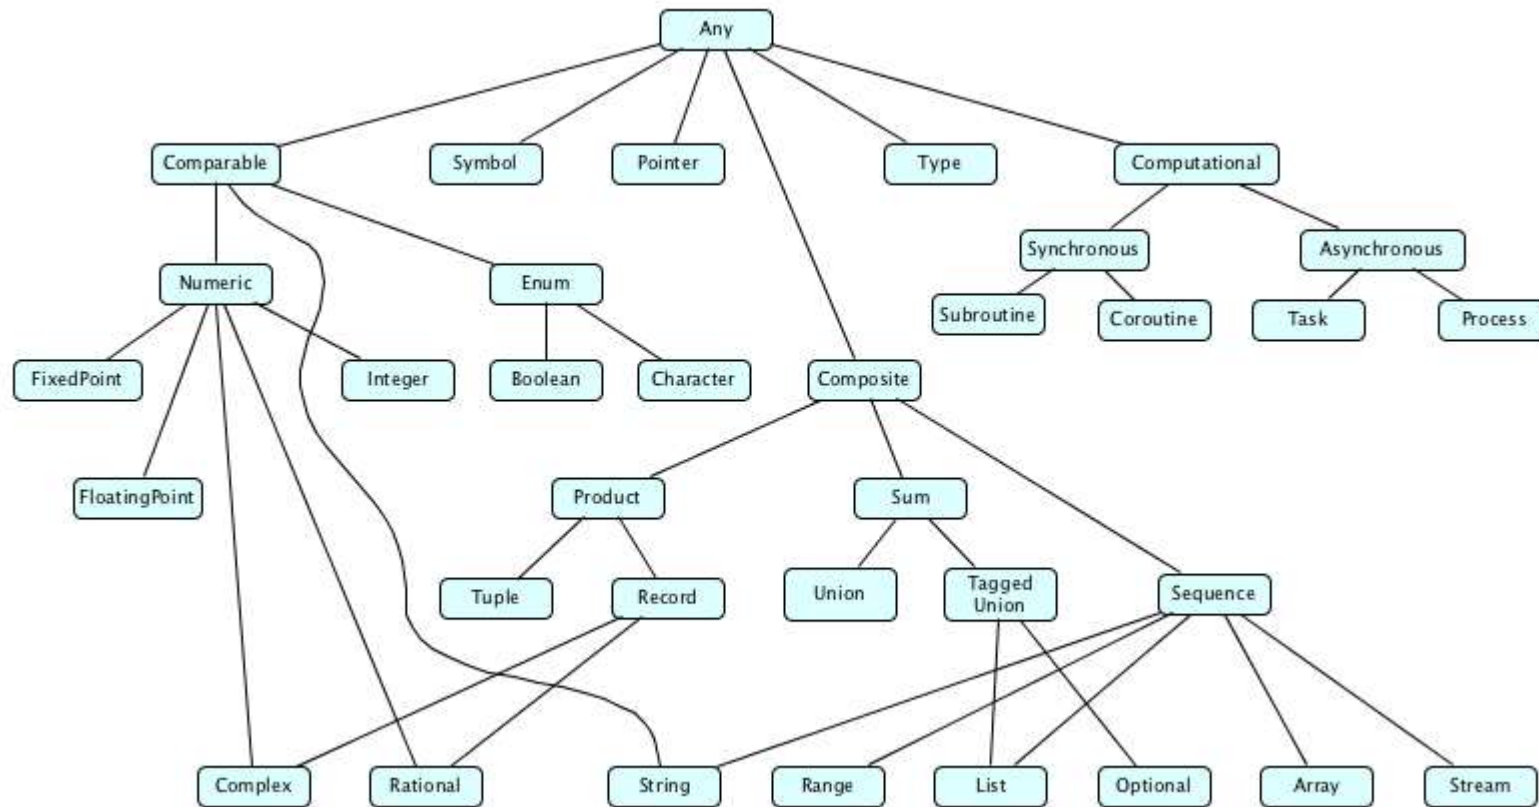 Any
Comparable
Symbol
Pointer
Type
Computational
Synchronous
Asynchronous
Numeric
Enum
Subroutine
Coroutine
Task
Process
FixedPoint
Integer
Boolean
Character
Composite
FloatingPoint
Product
Sum
Tuple
Record
Union
Tagged
Union
Sequence
Complex
Rational
String
Range
List
Optional
Array
Stream